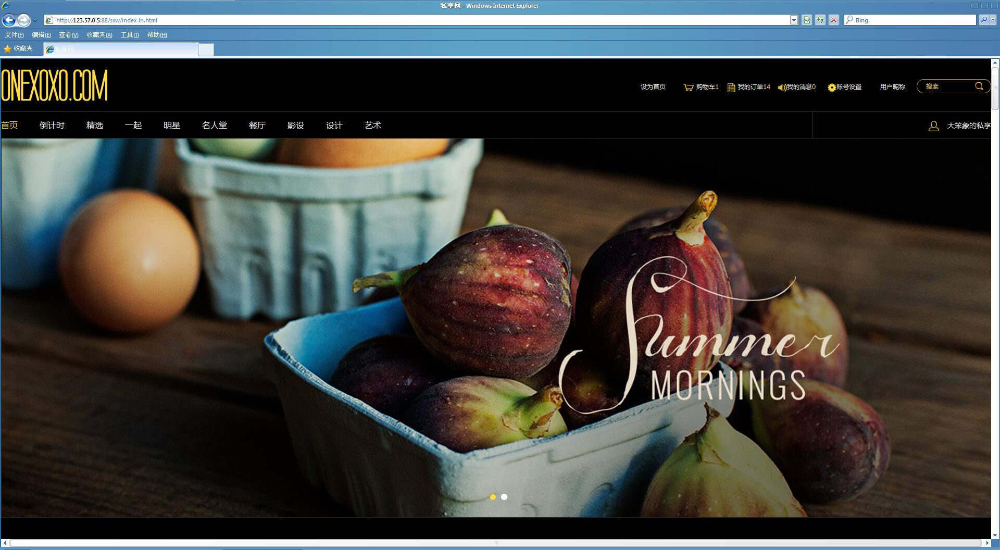 私享网 - Windows Internet Explorer
http://123.57.0.5:88/sxw/index-in.html
Bing
文件(F) 编辑(E) 查看(V) 收藏夹(A) 工具(T) 帮助(H)
收藏夹 私享网
ONEXOXO.COM
设为首页 购物车1 我的订单14 我的消息0 账号设置 用户昵称 搜索
首页 倒计时 精选 一起 明星 名人堂 餐厅 影设 设计 艺术 大笨象的私享
Summer
MORNINGS